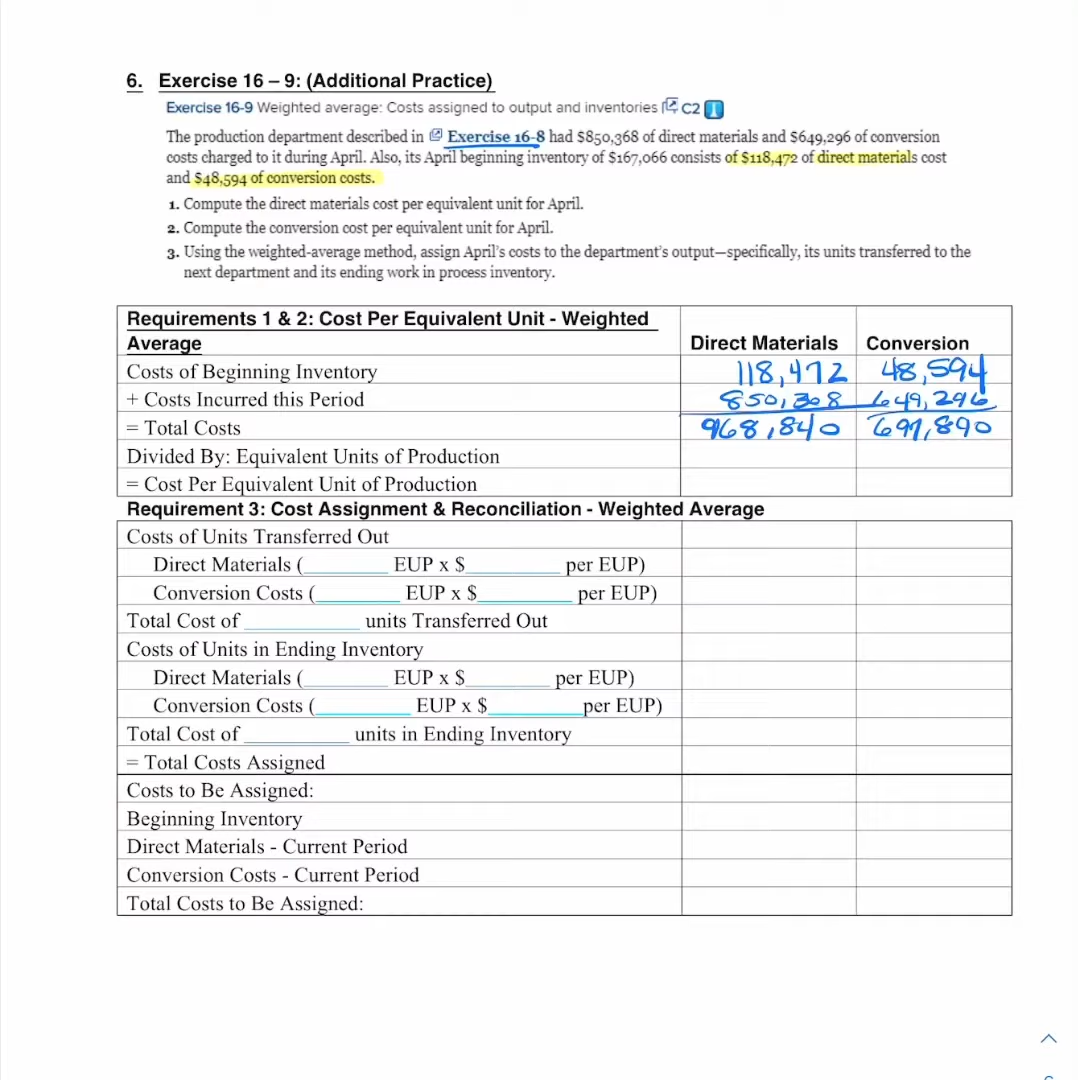 6. Exercise 16 – 9: (Additional Practice)
Exercise 16-9 Weighted average: Costs assigned to output and inventories C2
The production department described in Exercise 16-8 had $850,368 of direct materials and $649,296 of conversion
costs charged to it during April. Also, its April beginning inventory of $167,066 consists of $118,472 of direct materials cost
and $48,594 of conversion costs.
1. Compute the direct materials cost per equivalent unit for April.
2. Compute the conversion cost per equivalent unit for April.
3. Using the weighted-average method, assign April's costs to the department's output—specifically, its units transferred to the
next department and its ending work in process inventory.
Requirements 1 & 2: Cost Per Equivalent Unit - Weighted
Average Direct Materials Conversion
Costs of Beginning Inventory 118,472 48,594
+ Costs Incurred this Period 850,368 649,296
= Total Costs 968,840 697,890
Divided By: Equivalent Units of Production
= Cost Per Equivalent Unit of Production
Requirement 3: Cost Assignment & Reconciliation - Weighted Average
Costs of Units Transferred Out
Direct Materials (________ EUP x $_________ per EUP)
Conversion Costs (________ EUP x $_________ per EUP)
Total Cost of ___________ units Transferred Out
Costs of Units in Ending Inventory
Direct Materials (________ EUP x $________ per EUP)
Conversion Costs (_________ EUP x $_________per EUP)
Total Cost of __________ units in Ending Inventory
= Total Costs Assigned
Costs to Be Assigned:
Beginning Inventory
Direct Materials - Current Period
Conversion Costs - Current Period
Total Costs to Be Assigned: